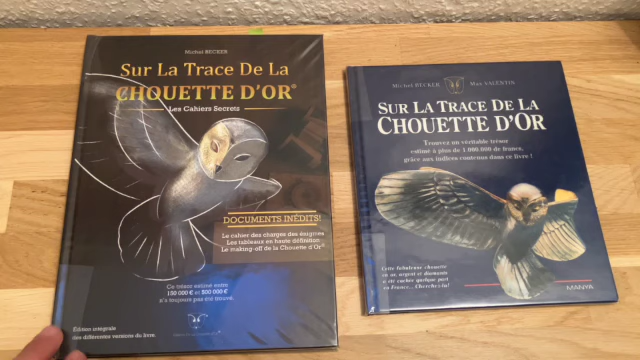 Michel BECKER
Sur La Trace De La
CHOUETTE D'OR®
Les Cahiers Secrets
DOCUMENTS INÉDITS!
Le cahier des charges des énigmes
Les tableaux en haute définition
Le making-off de la Chouette d'Or®
Ce trésor estimé entre
150 000 € et 300 000 €
n'a toujours pas été trouvé.
Édition intégrale
des différentes versions du livre.
Michel BECKER Max VALENTIN
SUR LA TRACE DE LA
CHOUETTE D'OR
Trouvez un véritable trésor
estimé à plus de 1.000.000 de francs,
grâce aux indices contenus dans ce livre !
Cette fabuleuse chouette
en or, argent et diamants
a été cachée quelque part
en France... Cherchez-la!
MANYA